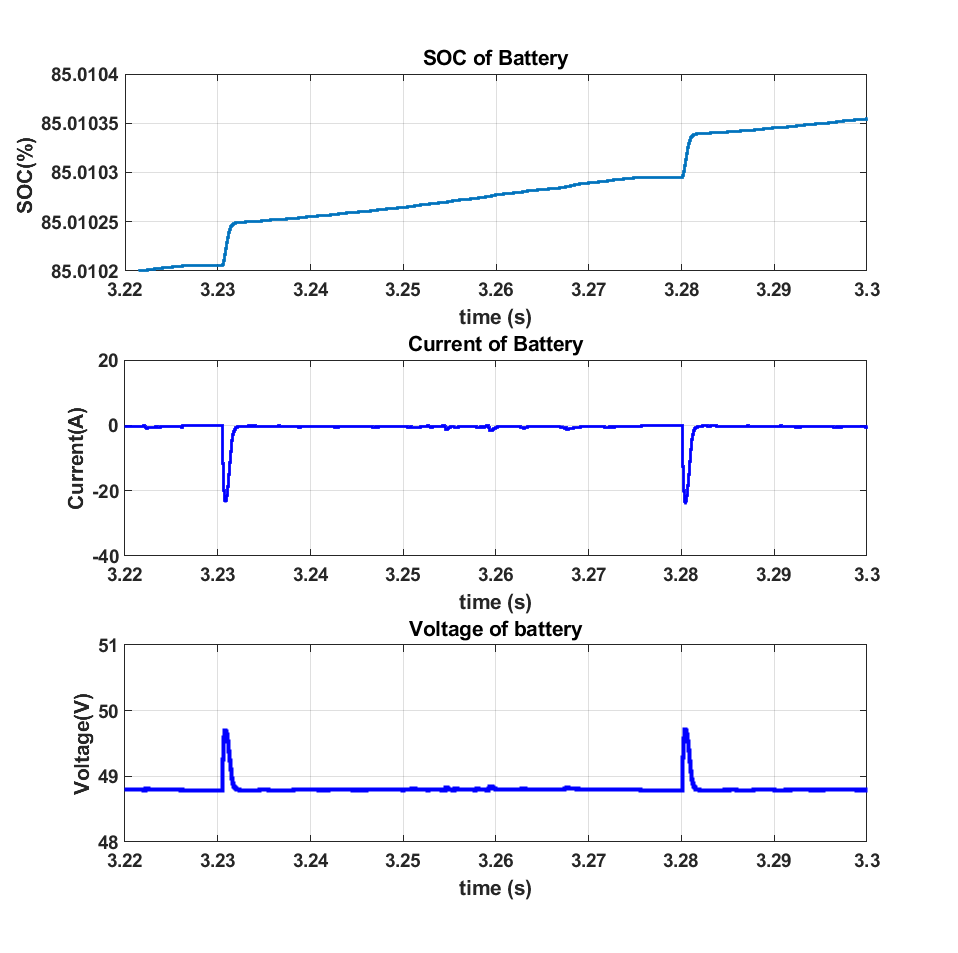 SOC of Battery
85.0104
85.01035
85.0103
85.01025
85.0102
SOC(%)
3.22 3.23 3.24 3.25 3.26 3.27 3.28 3.29 3.3
time (s)
Current of Battery
20
0
-20
-40
Current(A)
3.22 3.23 3.24 3.25 3.26 3.27 3.28 3.29 3.3
time (s)
Voltage of battery
51
50
49
48
Voltage(V)
3.22 3.23 3.24 3.25 3.26 3.27 3.28 3.29 3.3
time (s)